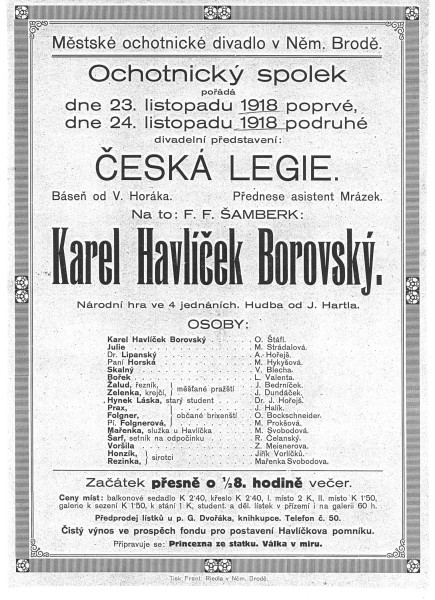 Městské ochotnické divadlo v Něm. Brodě.
Ochotnický spolek
pořádá
dne 23. listopadu 1918 poprvé,
dne 24. listopadu 1918 podruhé
divadelní představení:
ČESKÁ LEGIE.
Báseň od V. Horáka. Přednese asistent Mrázek.
Na to: F. F. ŠAMBERK:
Karel Havlíček Borovský.
Národní hra ve 4 jednáních. Hudba od J. Hartla.
OSOBY:
Karel Havlíček Borovský . . . . O. Štáfl.
Julie . . . . M. Strádalová.
Dr. Lipanský . . . . A. Hořejš.
Paní Horská . . . . M. Hykyšová.
Skalný . . . . V. Blecha.
Bořek . . . . L. Valenta.
Žalud, řezník, } měšťané pražští . . . . J. Bedrníček.
Zelenka, krejčí, . . . . J. Dundáček.
Hynek Láska, starý student . . . . Dr. J. Hořejš.
Prax, . . . . J. Halík.
Folgner, } občané brixenští . . . . O. Bockschneider.
Pí. Folgnerová, . . . . M. Prokšová.
Mařenka, služka u Havlíčka . . . . M. Svobodová.
Šarf, setník na odpočinku . . . . R. Čelanský.
Voršila . . . . Z. Meisnerova.
Honzík, } sirotci . . . . Jiřík Vorlíčků.
Rezinka, . . . . Mařenka Svobodova.
Začátek přesně o ½8. hodině večer.
Ceny míst: balkonové sedadlo K 2'40, křeslo K 2'40, I. místo 2 K, II. místo K 1'50,
galerie k sezení K 1'50, k stání 1 K, student. a děl. lístek v přízemí i na galerii 60 h.
Předprodej lístků u p. G. Dvořáka, knihkupce. Telefon č. 50.
Čistý výnos ve prospěch fondu pro postavení Havlíčkova pomníku.
Připravuje se: Princezna ze statku. Válka v míru.
Tisk Frant. Riedla v Něm. Brodě.